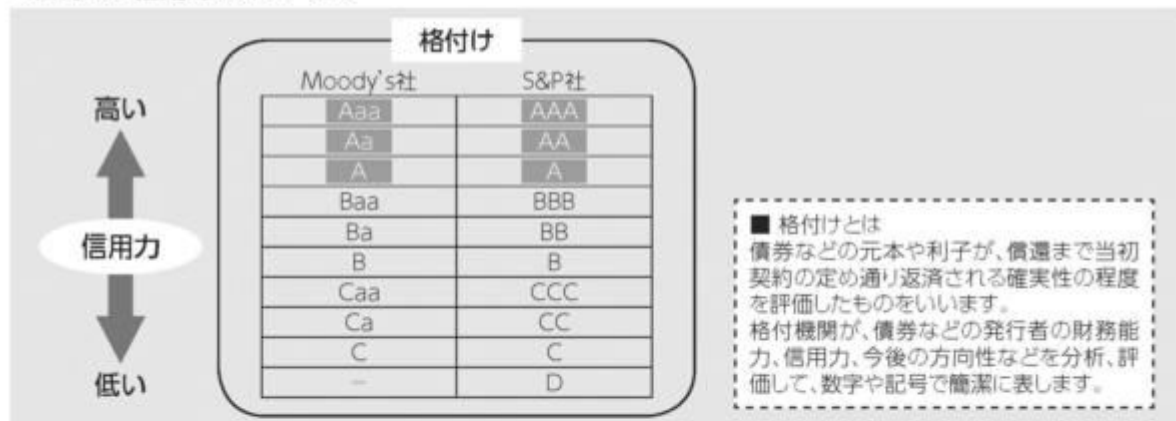 格付け
Moody's社 S&P社
高い
Aaa AAA
Aa AA
A A
Baa BBB
Ba BB
信用力
B B
Caa CCC
Ca CC
C C
低い
– D
■ 格付けとは
債券などの元本や利子が、償還まで当初
契約の定め通り返済される確実性の程度
を評価したものをいいます。
格付機関が、債券などの発行者の財務能
力、信用力、今後の方向性などを分析、評
価して、数字や記号で簡潔に表します。